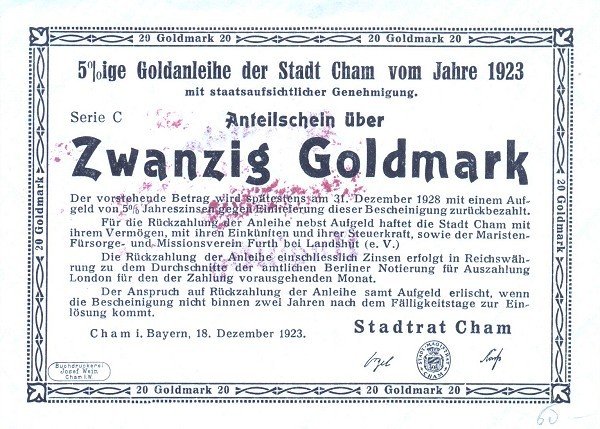 20 Goldmark 20 20 Goldmark 20
5%ige Goldanleihe der Stadt Cham vom Jahre 1923
mit staatsaufsichtlicher Genehmigung.
Serie C
Anteilschein über
Zwanzig Goldmark
Der vorstehende Betrag wird spätestens am 31. Dezember 1928 mit einem Auf-
geld von 5% Jahreszinsen gegen Einlieferung dieser Bescheinigung zurückbezahlt.
Für die Rückzahlung der Anleihe nebst Aufgeld haftet die Stadt Cham mit
ihrem Vermögen, mit ihren Einkünften und ihrer Steuerkraft, sowie der Maristen-
Fürsorge- und Missionsverein Furth bei Landshut (e. V.)
Die Rückzahlung der Anleihe einschliesslich Zinsen erfolgt in Reichswäh-
rung zu dem Durchschnitte der amtlichen Berliner Notierung für Auszahlung
London für den der Zahlung vorausgehenden Monat.
Der Anspruch auf Rückzahlung der Anleihe samt Aufgeld erlischt, wenn
die Bescheinigung nicht binnen zwei Jahren nach dem Fälligkeitstage zur Ein-
lösung kommt.
Cham i. Bayern, 18. Dezember 1923.
Stadtrat Cham
Buchdruckerei
Josef Wein
Cham i.W.
20 Goldmark 20 20 Goldmark 20
20 Goldmark 20
20 Goldmark 20
60